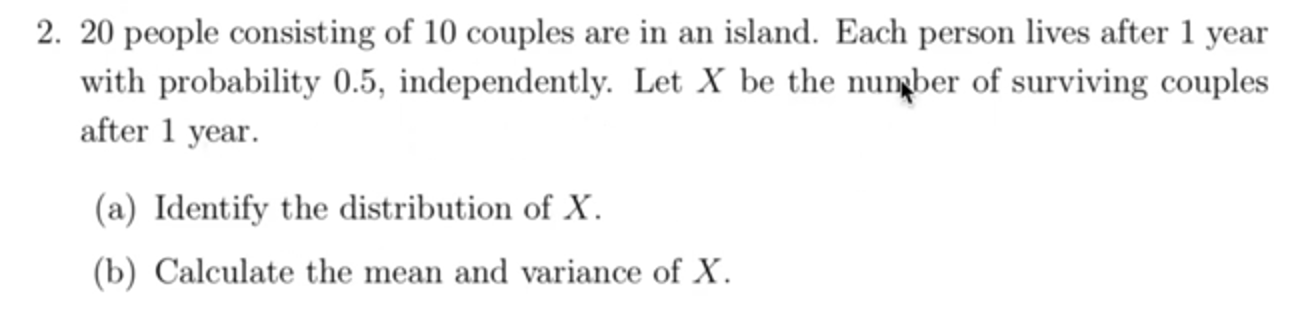 2. 20 people consisting of 10 couples are in an island. Each person lives after 1 year
with probability 0.5, independently. Let X be the number of surviving couples
after 1 year.
(a) Identify the distribution of X.
(b) Calculate the mean and variance of X.